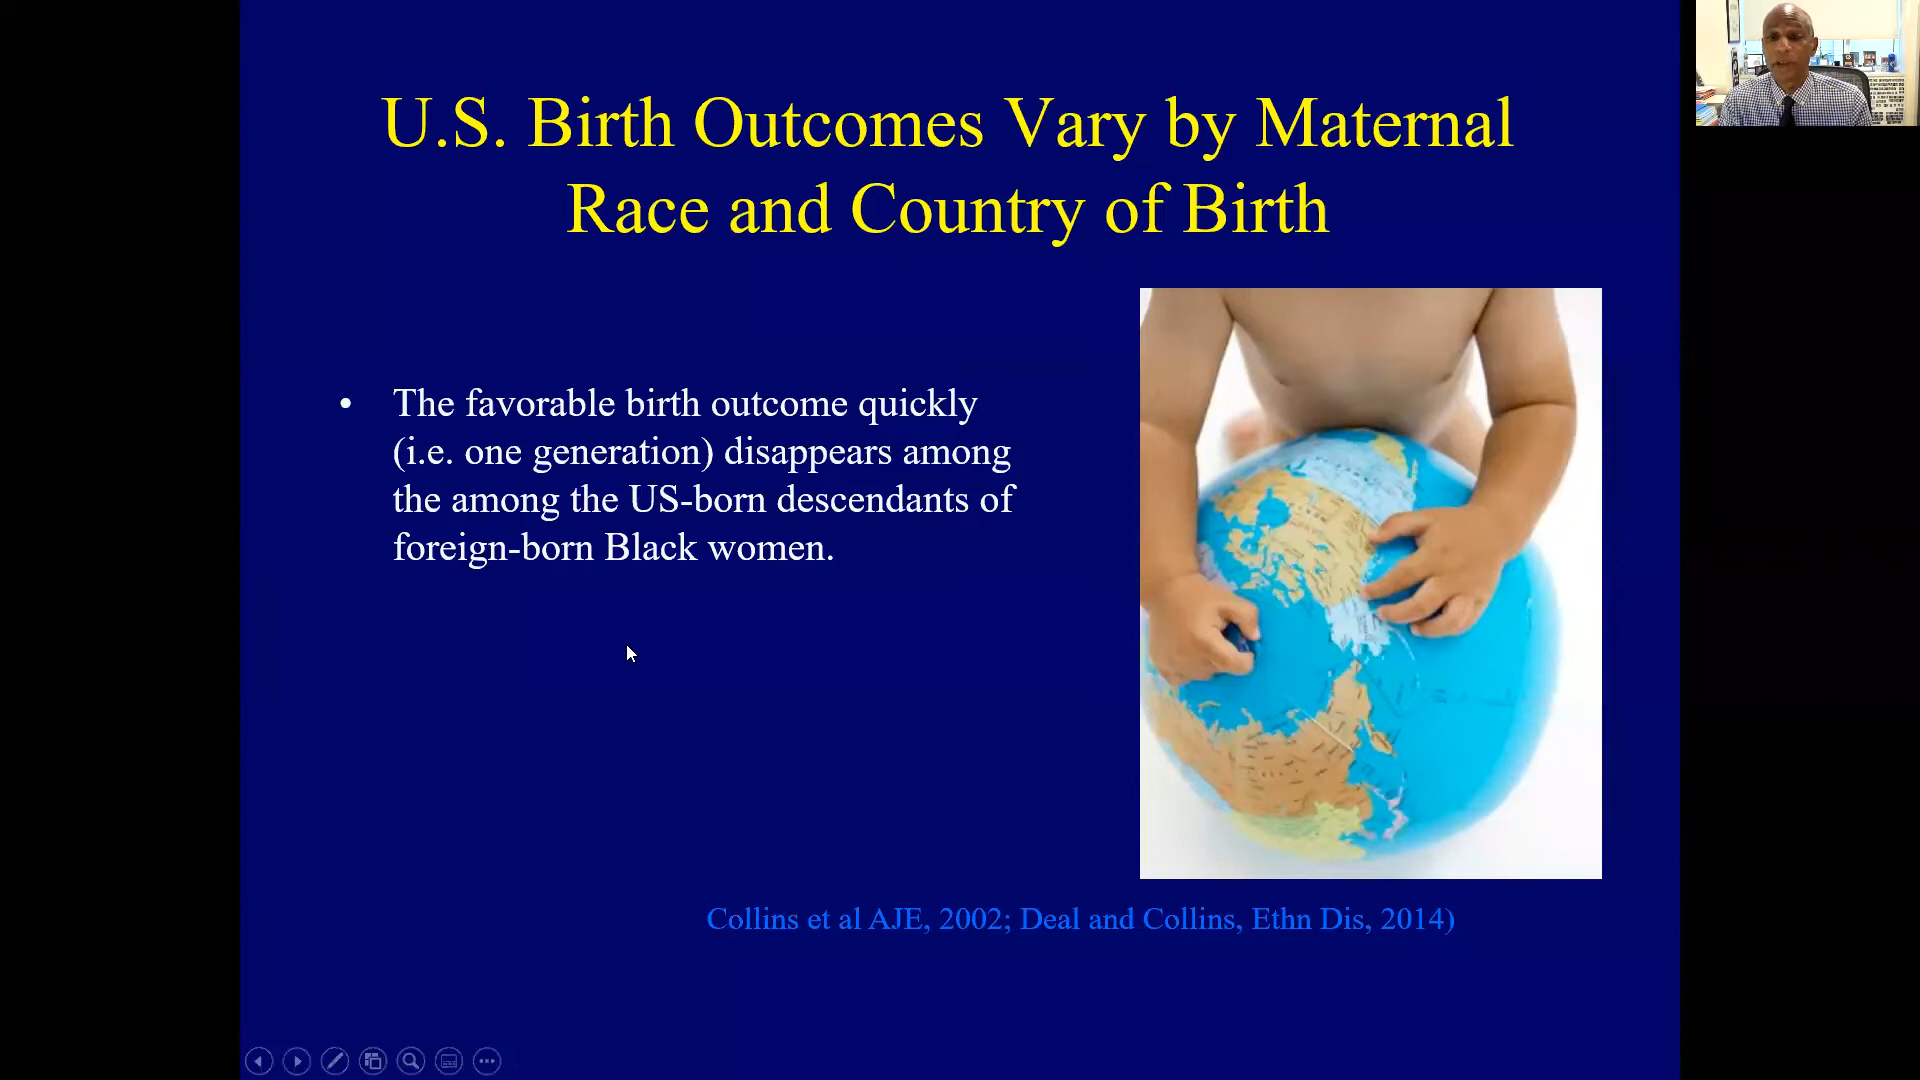 U.S. Birth Outcomes Vary by Maternal
Race and Country of Birth
• The favorable birth outcome quickly
(i.e. one generation) disappears among
the among the US-born descendants of
foreign-born Black women.
Collins et al AJE, 2002; Deal and Collins, Ethn Dis, 2014)